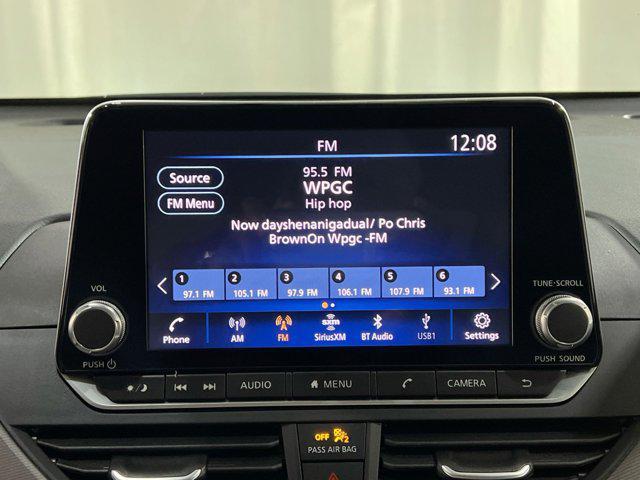 FM
12:08
Source
95.5 FM
WPGC
FM Menu
Hip hop
Now dayshenanigadual/ Po Chris
BrownOn Wpgc -FM
1 2 3 4 5 6
97.1 FM 105.1 FM 97.9 FM 106.1 FM 107.9 FM 93.1 FM
VOL
TUNE·SCROLL
Phone AM FM SiriusXM BT Audio USB1 Settings
sxm
PUSH
PUSH SOUND
AUDIO MENU CAMERA
OFF 2
PASS AIR BAG